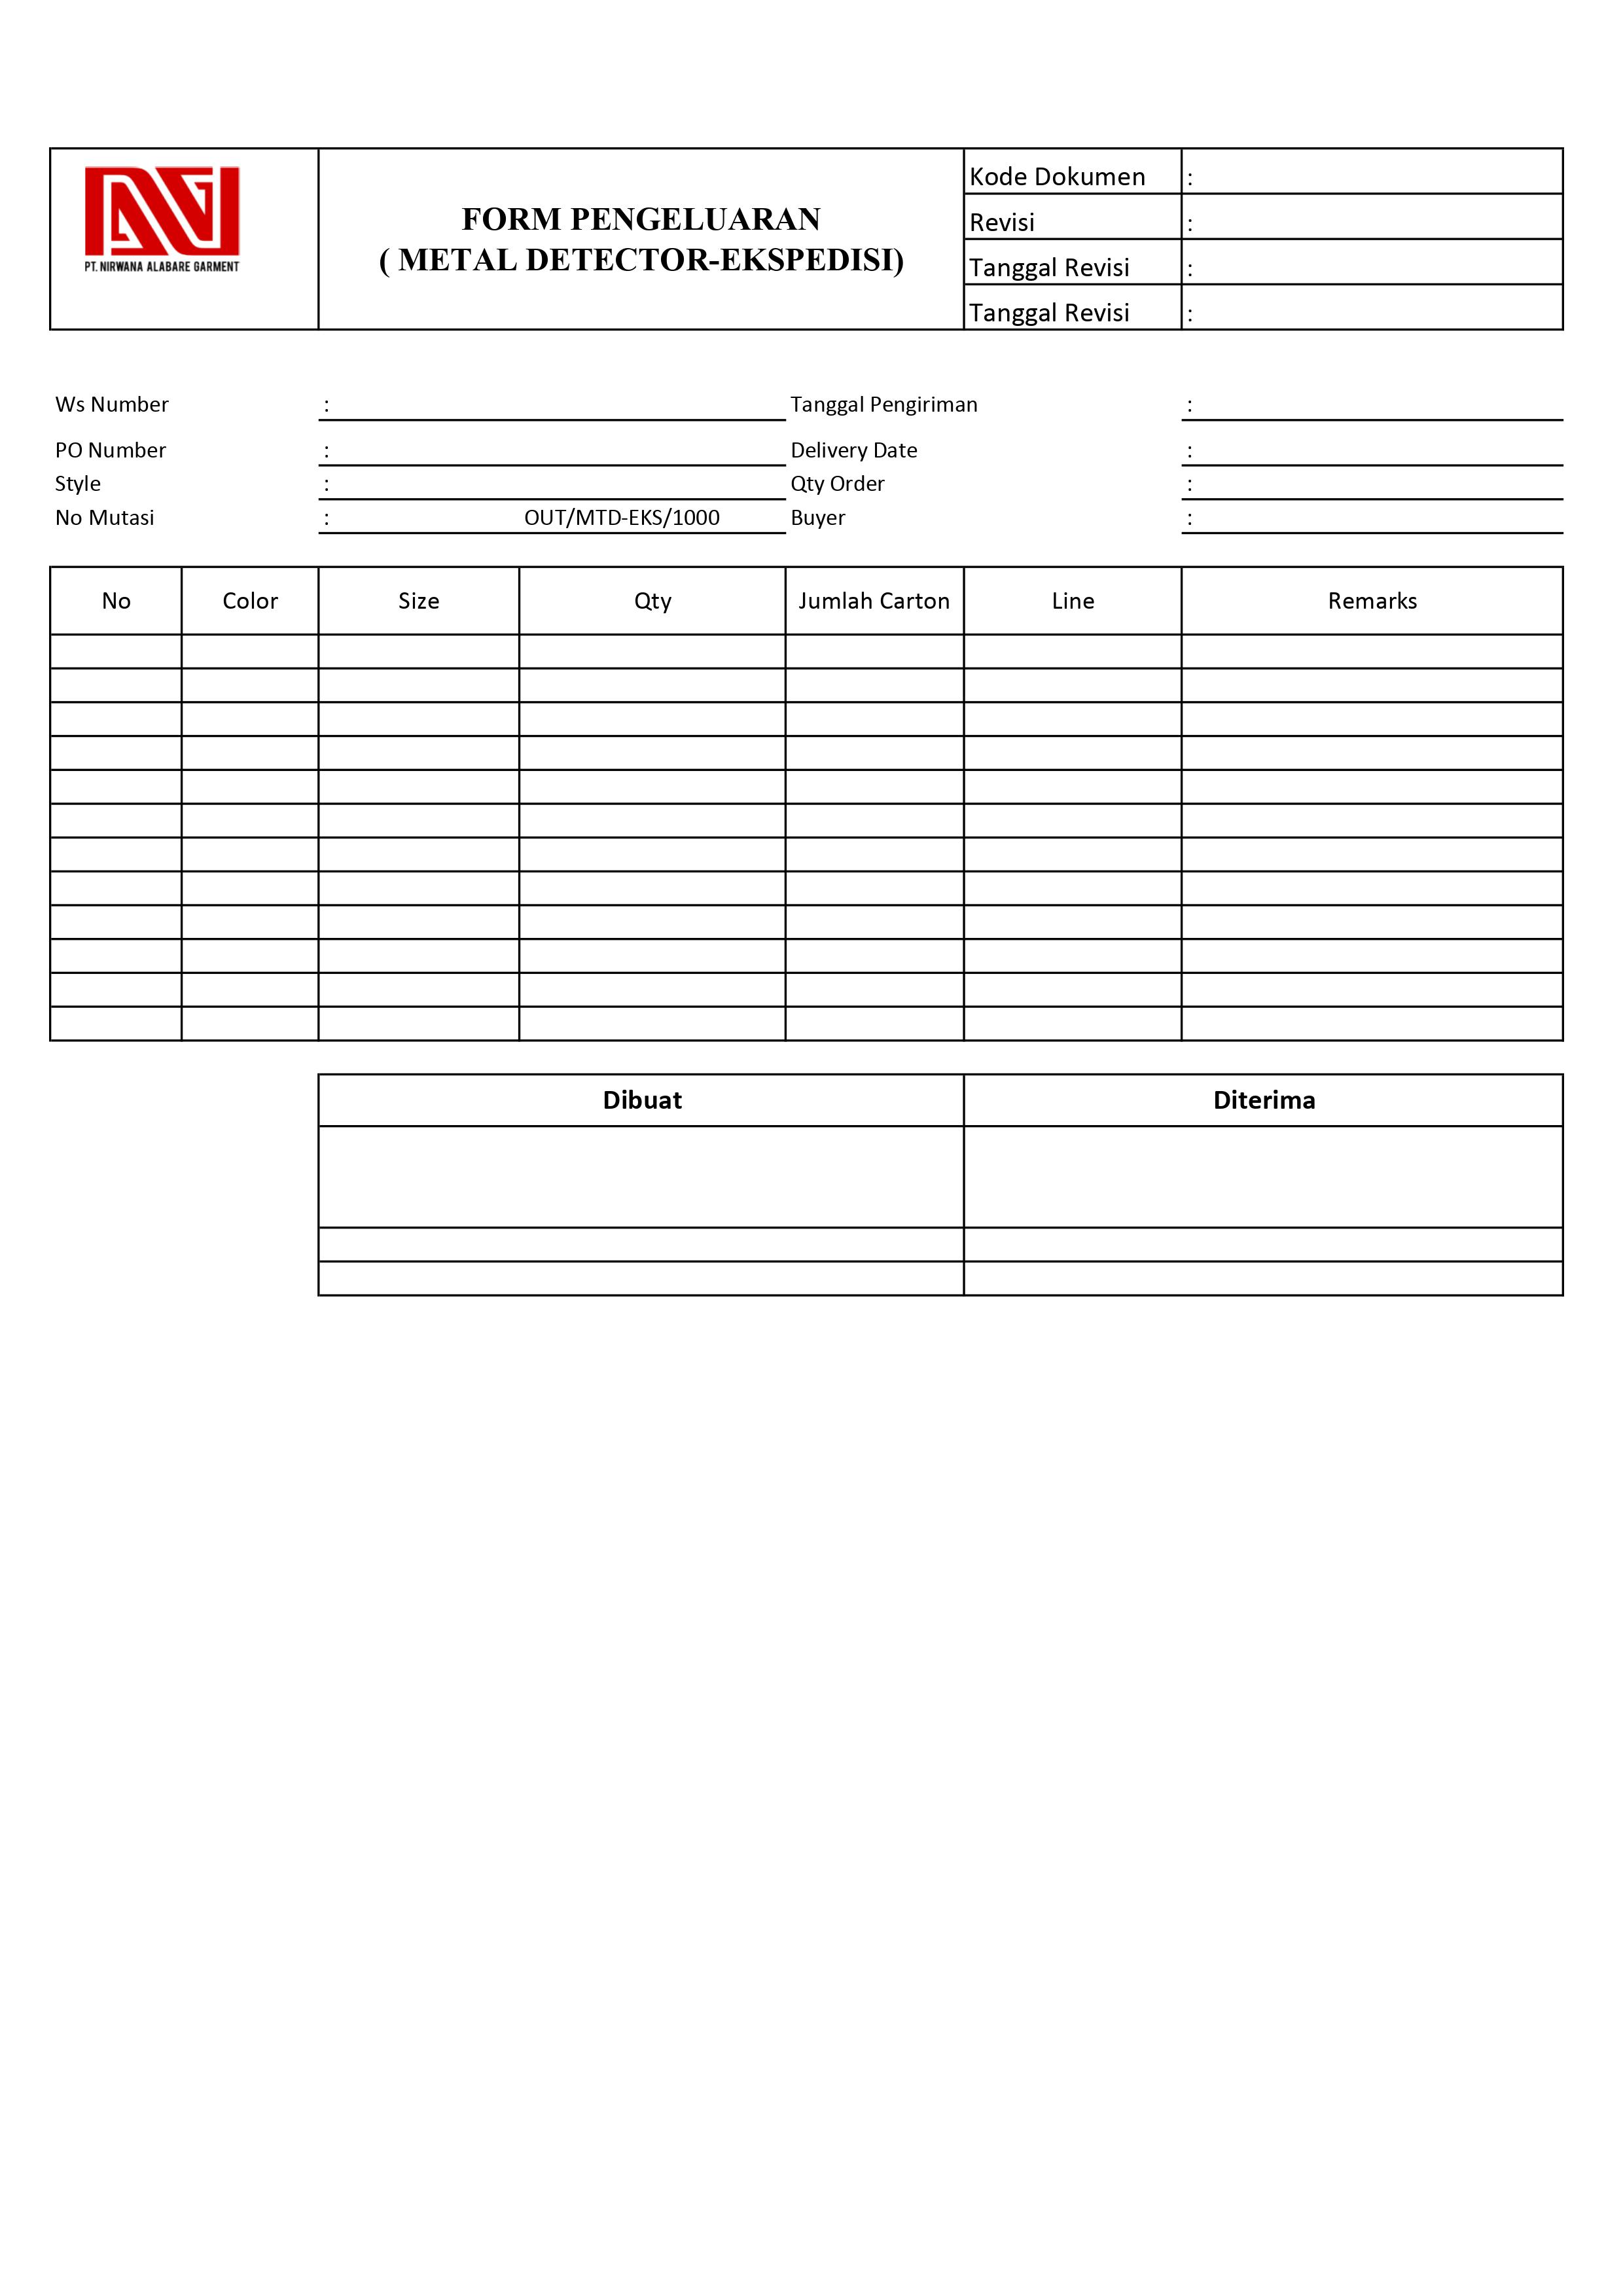 PT. NIRWANA ALABARE GARMENT
FORM PENGELUARAN
( METAL DETECTOR-EKSPEDISI)
Kode Dokumen :
Revisi :
Tanggal Revisi :
Tanggal Revisi :
Ws Number : Tanggal Pengiriman :
PO Number : Delivery Date :
Style : Qty Order :
No Mutasi : OUT/MTD-EKS/1000 Buyer :
No Color Size Qty Jumlah Carton Line Remarks
Dibuat Diterima